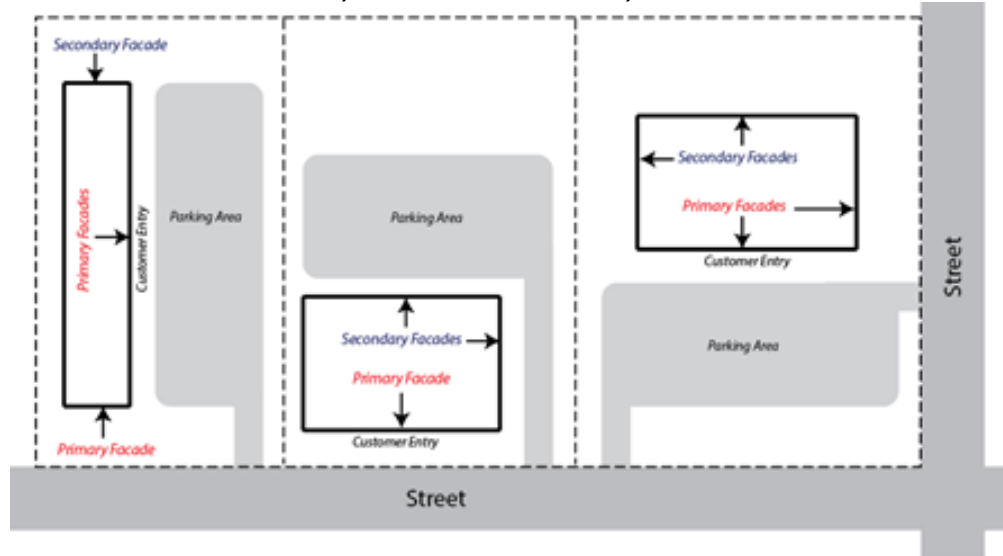 Secondary Facade
Primary Facades
Customer Entry
Parking Area
Primary Facade
Parking Area
Secondary Facades
Primary Facade
Customer Entry
Secondary Facades
Primary Facades
Customer Entry
Parking Area
Street
Street